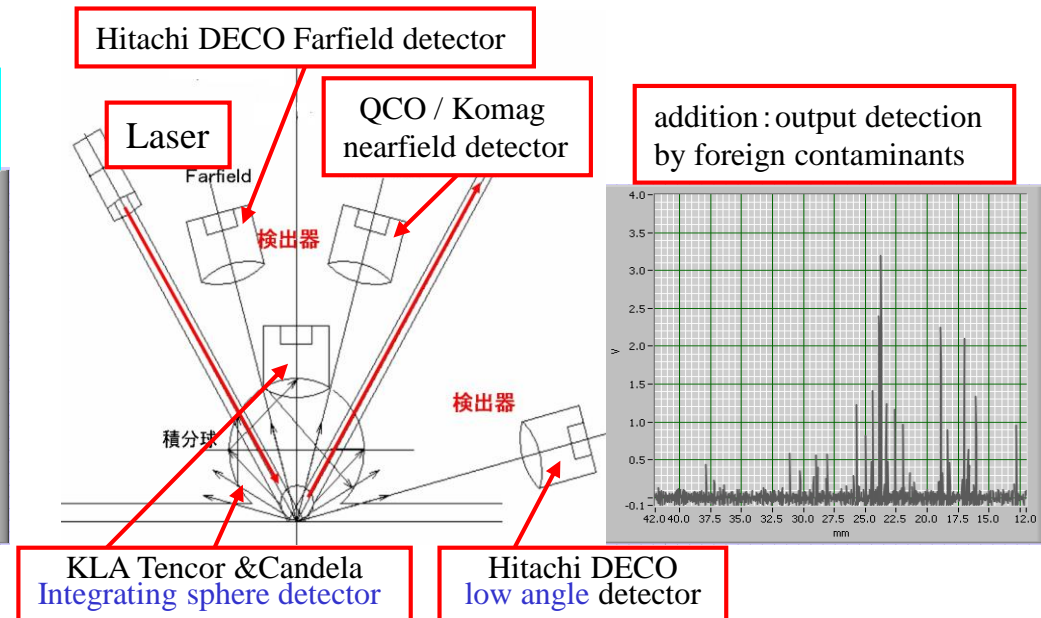 Hitachi DECO Farfield detector
Laser
QCO / Komag
nearfield detector
addition : output detection
by foreign contaminants
Farfield
検出器
検出器
積分球
KLA Tencor &Candela
Integrating sphere detector
Hitachi DECO
low angle detector
4.0
3.5
3.0
2.5
2.0
1.5
1.0
0.5
-0.1
V
42.0 40.0 37.5 35.0 32.5 30.0 27.5 25.0 22.5 20.0 17.5 15.0 12.0
mm